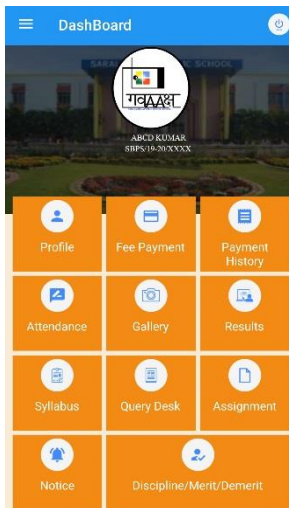 DashBoard
गवाक्ष
ABCD KUMAR
SBPS/19-20/XXXX
Profile
Fee Payment
Payment
History
Attendance
Gallery
Results
Syllabus
Query Desk
Assignment
Notice
Discipline/Merit/Demerit